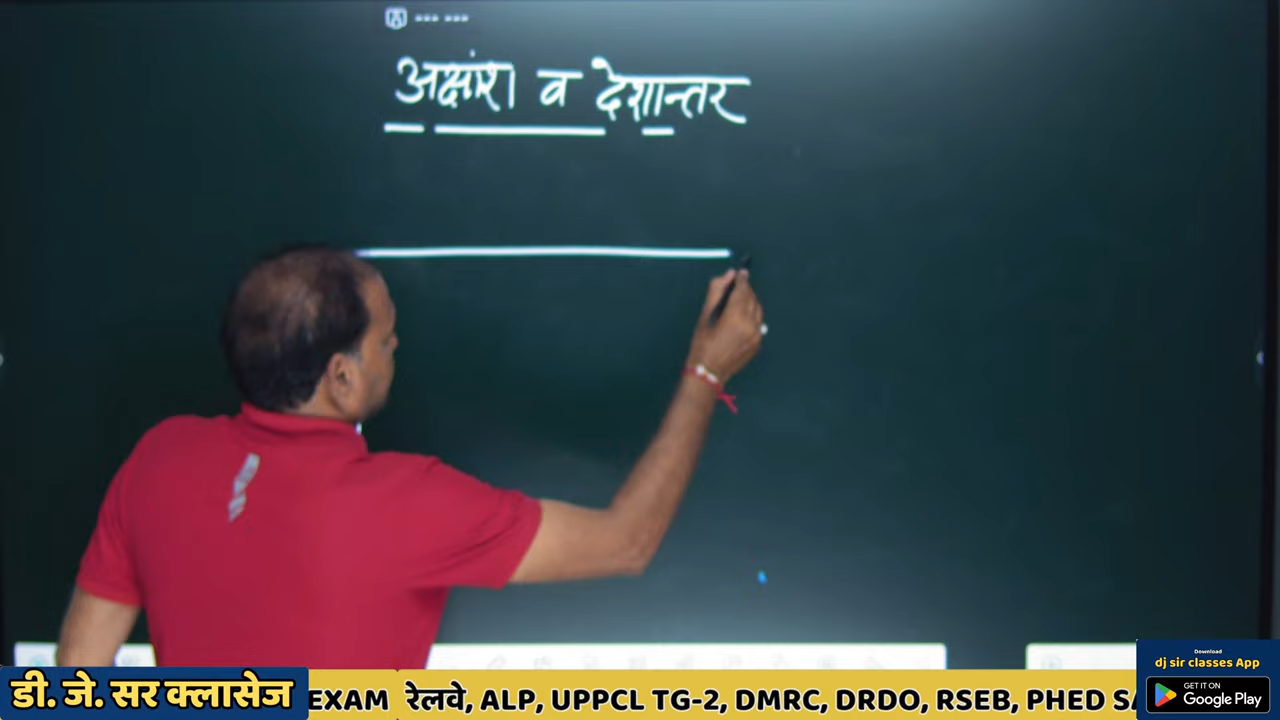 अक्षांश व देशान्तर
डी. जे. सर क्लासेज
EXAM रेलवे, ALP, UPPCL TG-2, DMRC, DRDO, RSEB, PHED
Download
dj sir classes App
GET IT ON
Google Play